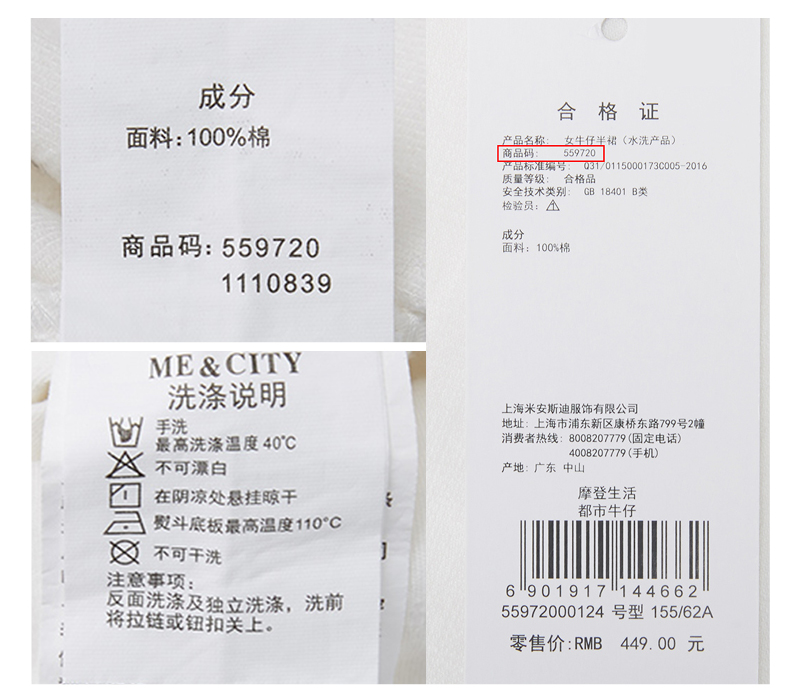 成分
面料:100%棉
商品码:559720
1110839
ME&CITY
洗涤说明
手洗
最高洗涤温度40℃
不可漂白
在阴凉处悬挂晾干
熨斗底板最高温度110℃
不可干洗
注意事项:
反面洗涤及独立洗涤，洗前
将拉链或钮扣关上。
合格证
产品名称: 女牛仔半裙（水洗产品）
商品码: 559720
产品标准编号: Q31/0115000173C005-2016
质量等级: 合格品
安全技术类别: GB 18401 B类
检验员:
成分
面料: 100%棉
上海米安斯迪服饰有限公司
地址: 上海市浦东新区康桥东路799号2幢
消费者热线: 8008207779(固定电话)
4008207779(手机)
产地: 广东 中山
摩登生活
都市牛仔
6 901917 144662
55972000124 号型 155/62A
零售价:RMB 449.00 元